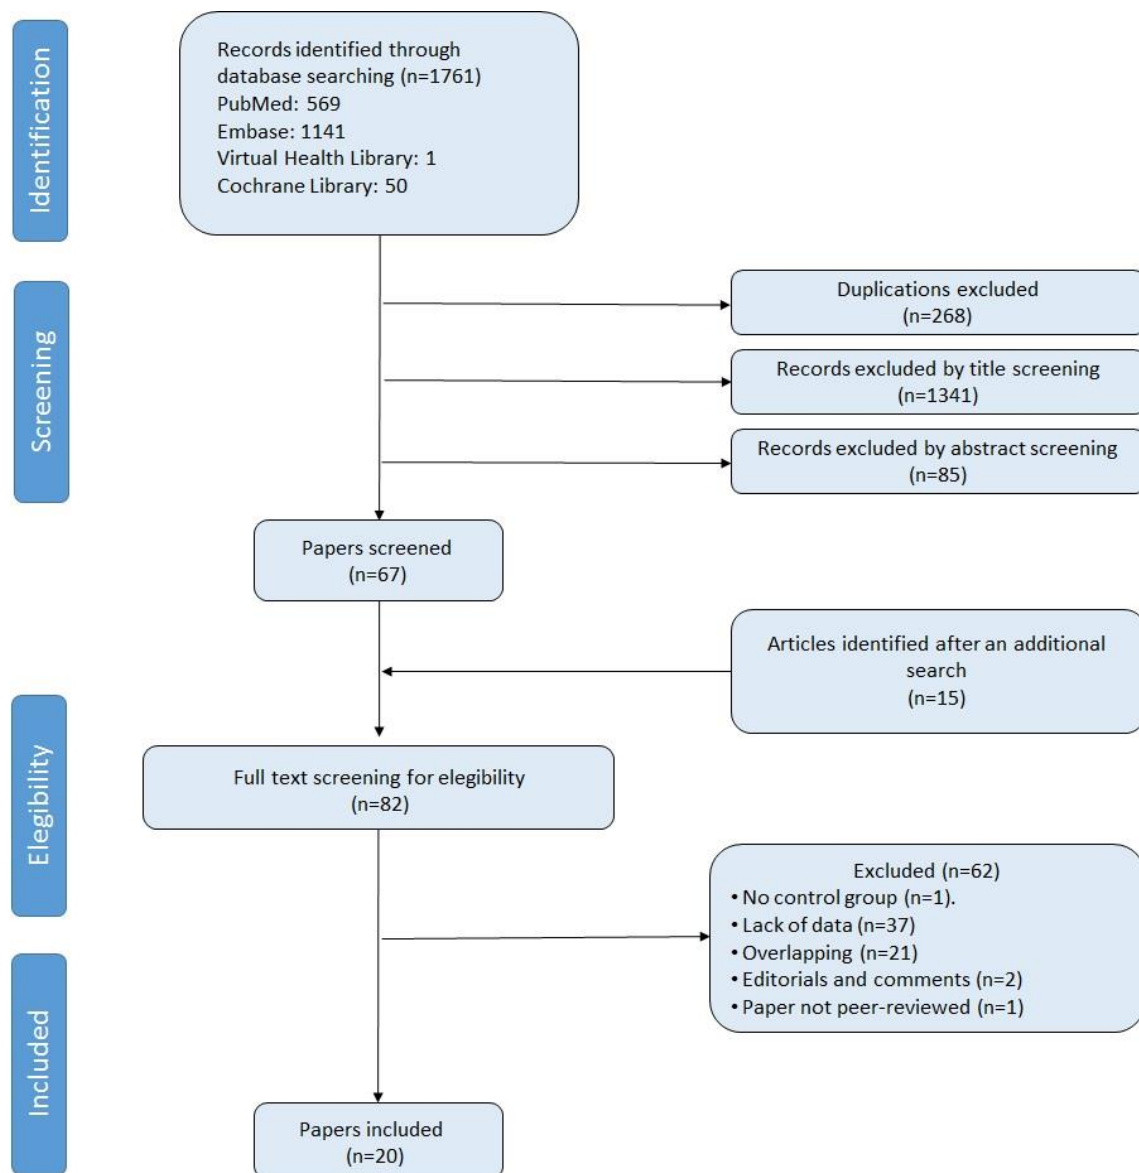 Identification
Records identified through
database searching (n=1761)
PubMed: 569
Embase: 1141
Virtual Health Library: 1
Cochrane Library: 50
Screening
Duplications excluded
(n=268)
Records excluded by title screening
(n=1341)
Records excluded by abstract screening
(n=85)
Papers screened
(n=67)
Articles identified after an additional
search
(n=15)
Elegibility
Full text screening for elegibility
(n=82)
Excluded (n=62)
• No control group (n=1).
• Lack of data (n=37)
• Overlapping (n=21)
• Editorials and comments (n=2)
• Paper not peer-reviewed (n=1)
Included
Papers included
(n=20)